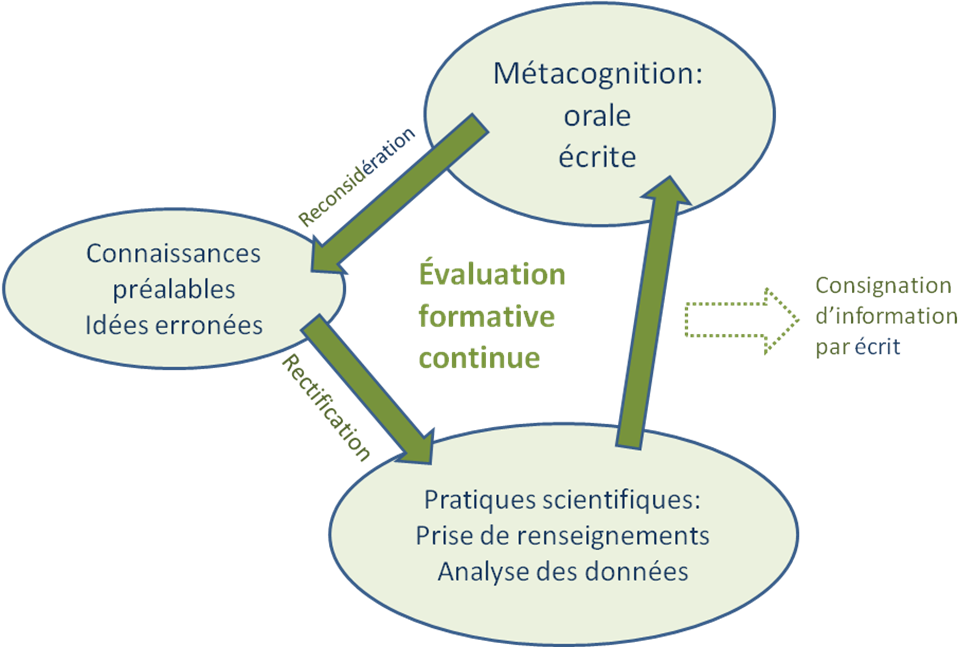 Métacognition:
orale
écrite
Reconsidération
Connaissances
préalables
Idées erronées
Évaluation
formative
continue
Consignation
d’information
par écrit
Rectification
Pratiques scientifiques:
Prise de renseignements
Analyse des données